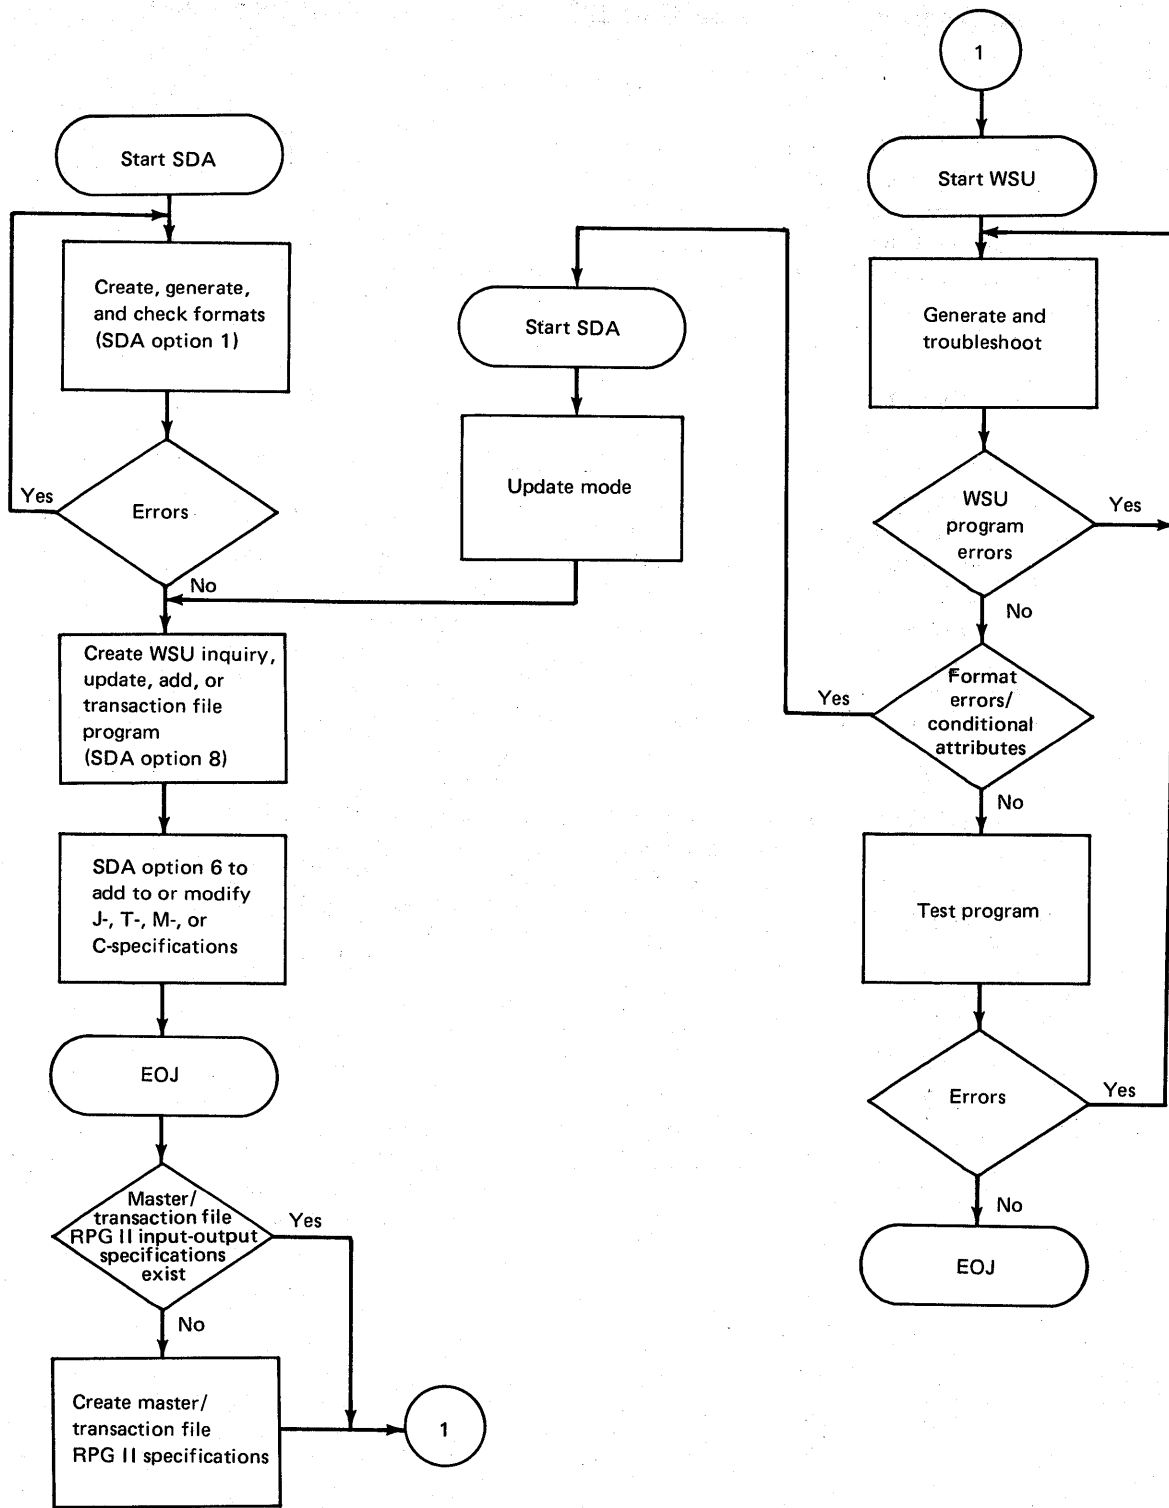 Start SDA
Create, generate,
and check formats
(SDA option 1)
Yes
Errors
No
Create WSU inquiry,
update, add, or
transaction file
program
(SDA option 8)
SDA option 6 to
add to or modify
J-, T-, M-, or
C-specifications
EOJ
Master/
transaction file
RPG II input-output
specifications
exist
Yes
No
Create master/
transaction file
RPG II specifications
1
Start SDA
Update mode
1
Start WSU
Generate and
troubleshoot
WSU
program
errors
Yes
No
Format
errors/
conditional
attributes
Yes
No
Test program
Errors
Yes
No
EOJ